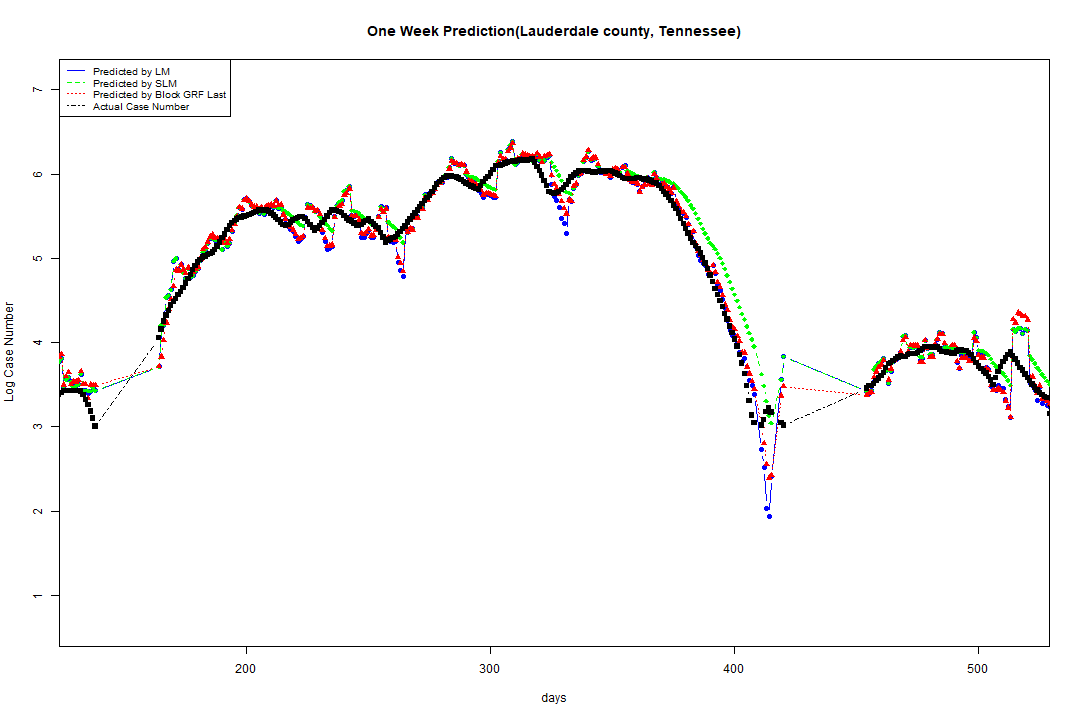 One Week Prediction(Lauderdale county, Tennessee)
Predicted by LM
Predicted by SLM
Predicted by Block GRF Last
Actual Case Number
7
6
5
4
3
2
1
Log Case Number
200
300
400
500
days